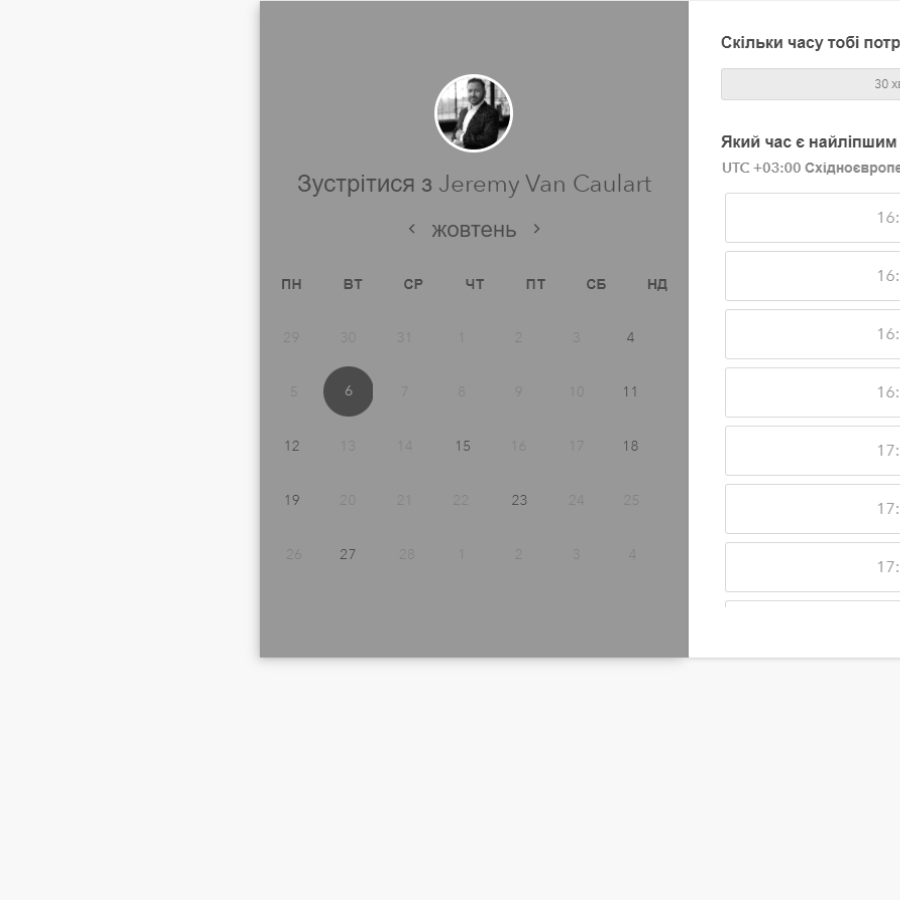 Зустрітися з Jeremy Van Caulart
жовтень
ПН ВТ СР ЧТ ПТ СБ НД
29 30 31 1 2 3 4
5 6 7 8 9 10 11
12 13 14 15 16 17 18
19 20 21 22 23 24 25
26 27 28 1 2 3 4
Скільки часу тобі
30
Який час є найліпшим
UTC +03:00
16:
16:
16:
16:
17:
17:
17: